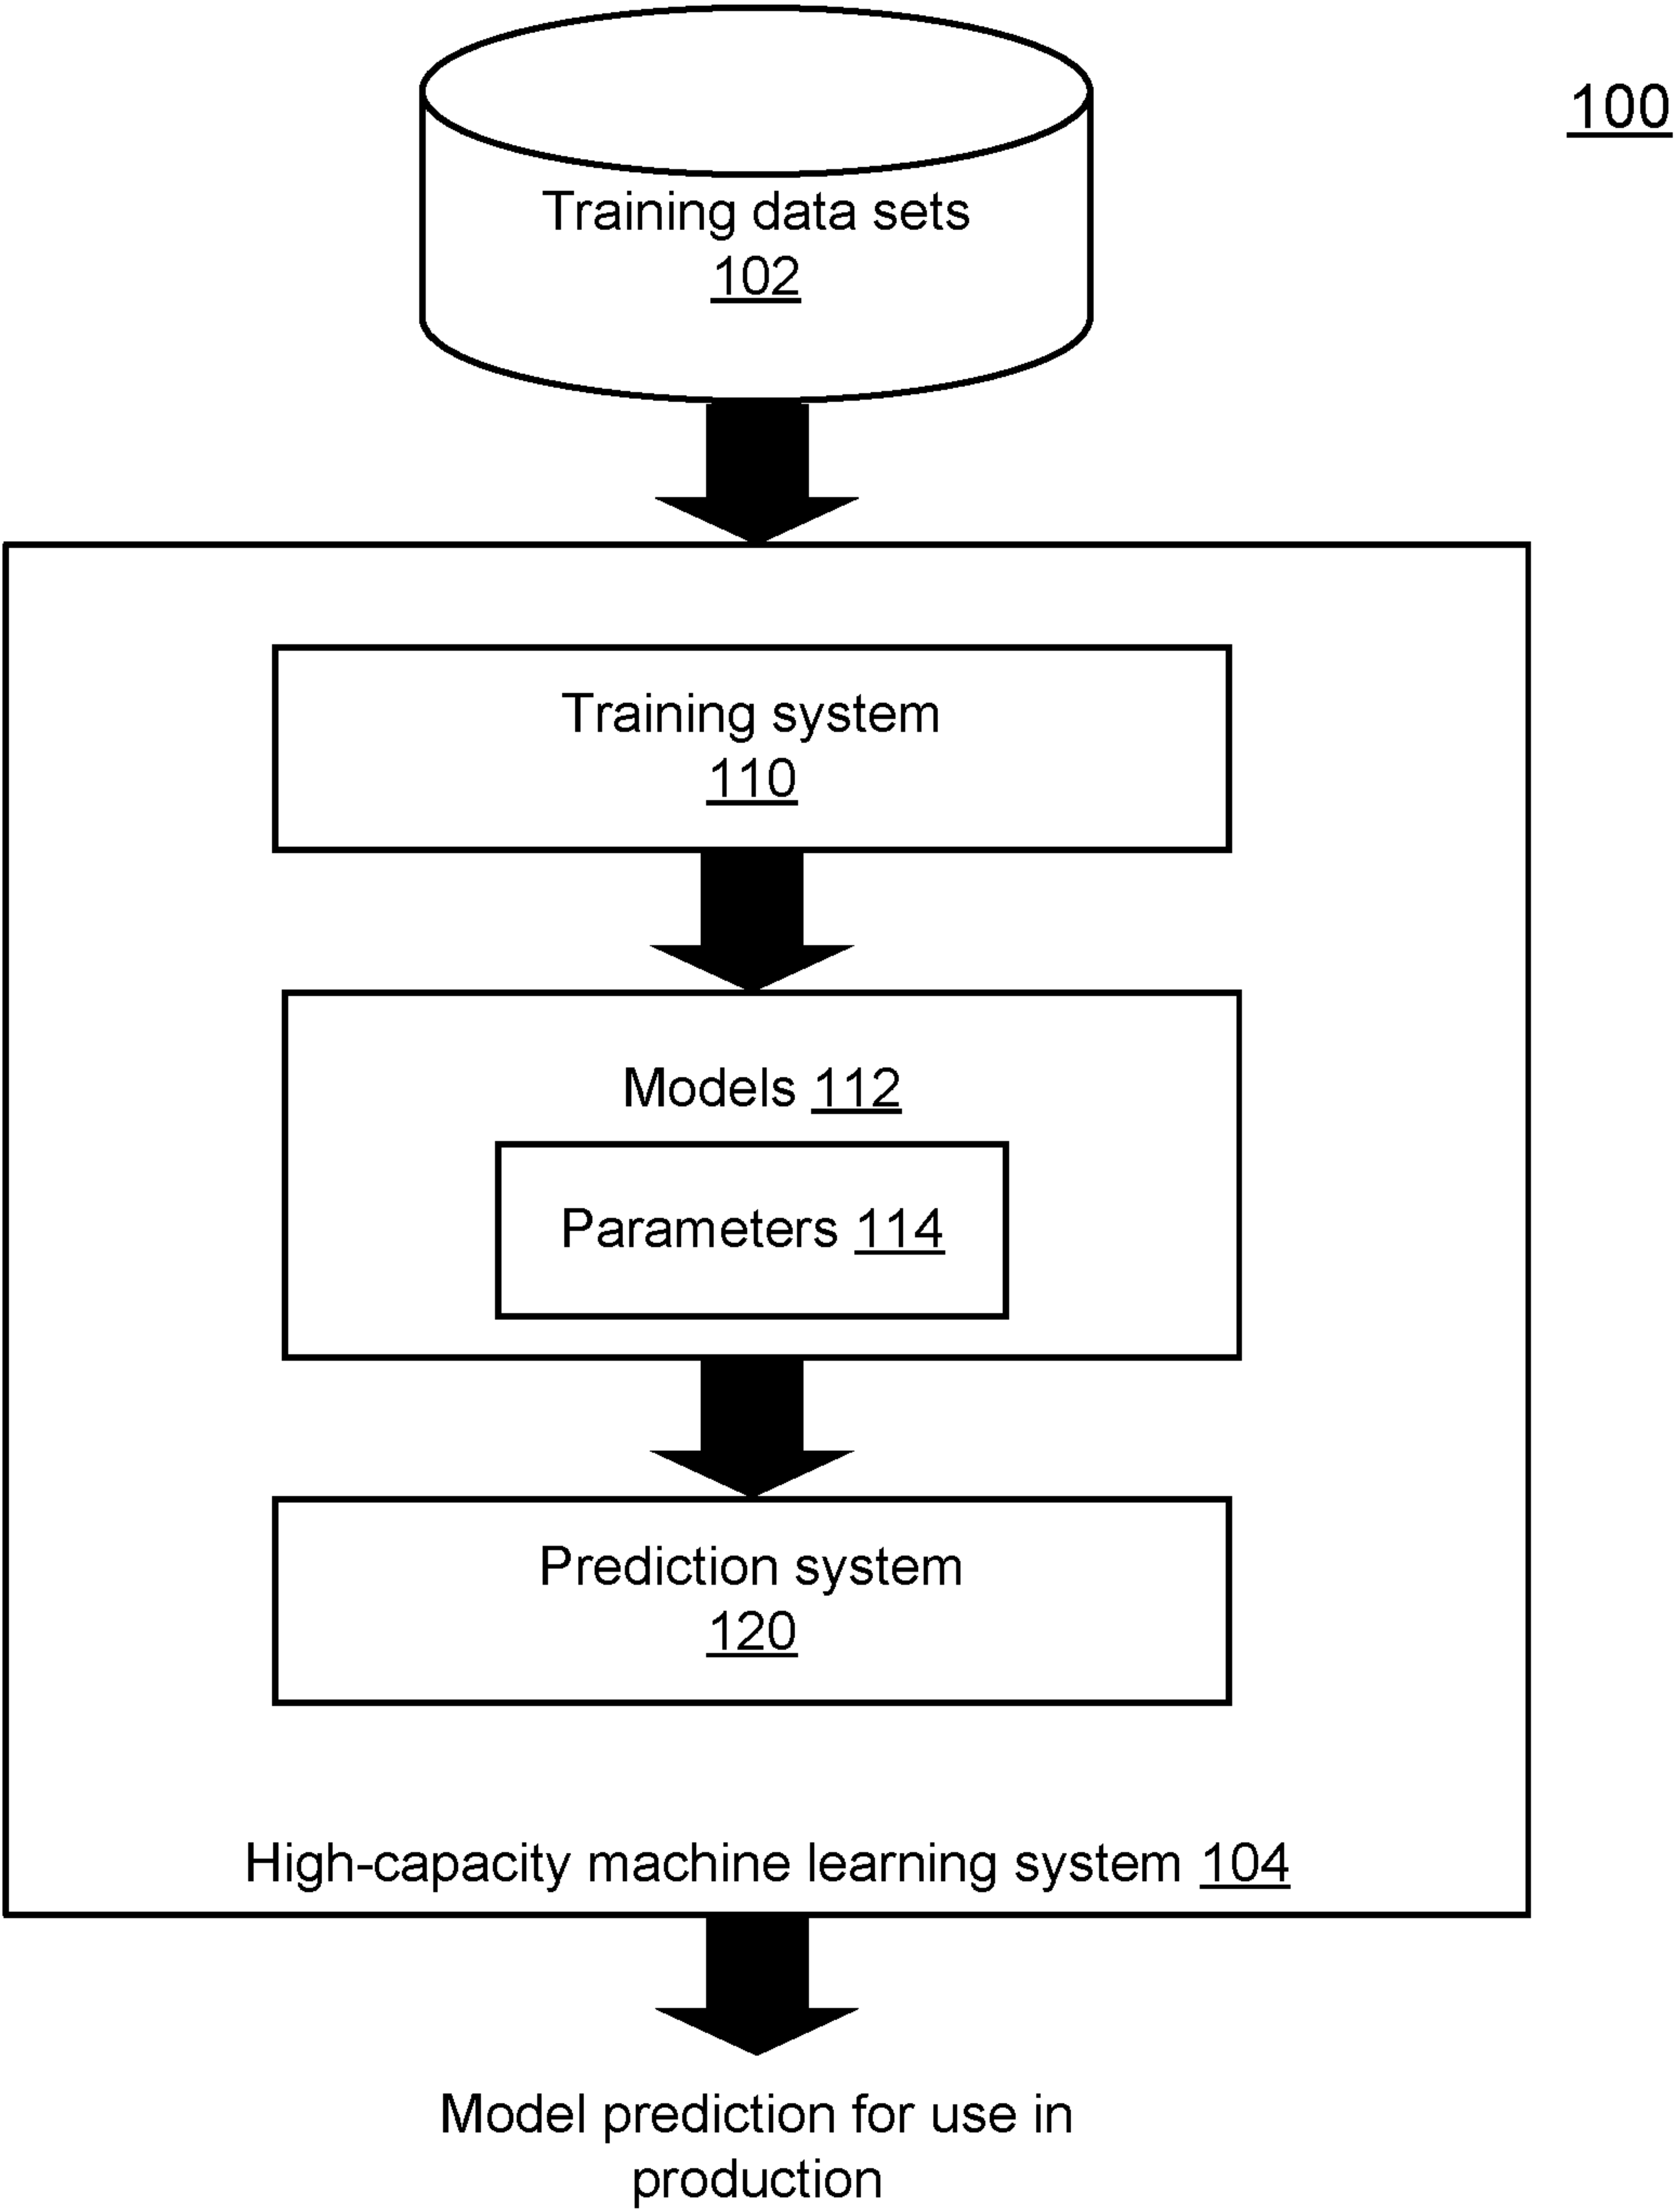 100
Training data sets
102
Training system
110
Models 112
Parameters 114
Prediction system
120
High-capacity machine learning system 104
Model prediction for use in
production